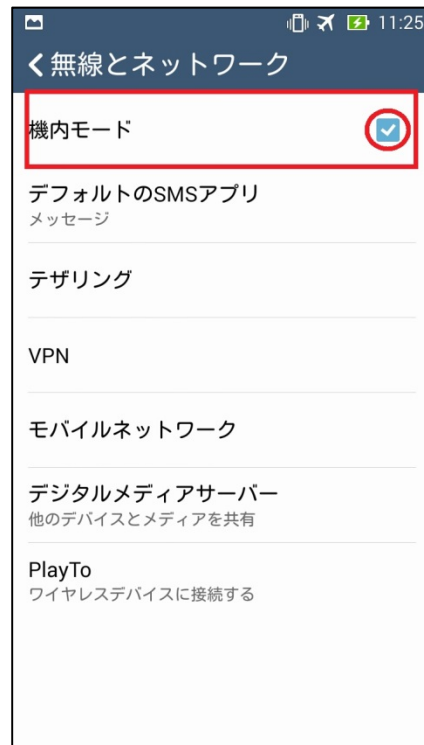 11:25
無線とネットワーク
機内モード
デフォルトのSMSアプリ
メッセージ
テザリング
VPN
モバイルネットワーク
デジタルメディアサーバー
他のデバイスとメディアを共有
PlayTo
ワイヤレスデバイスに接続する